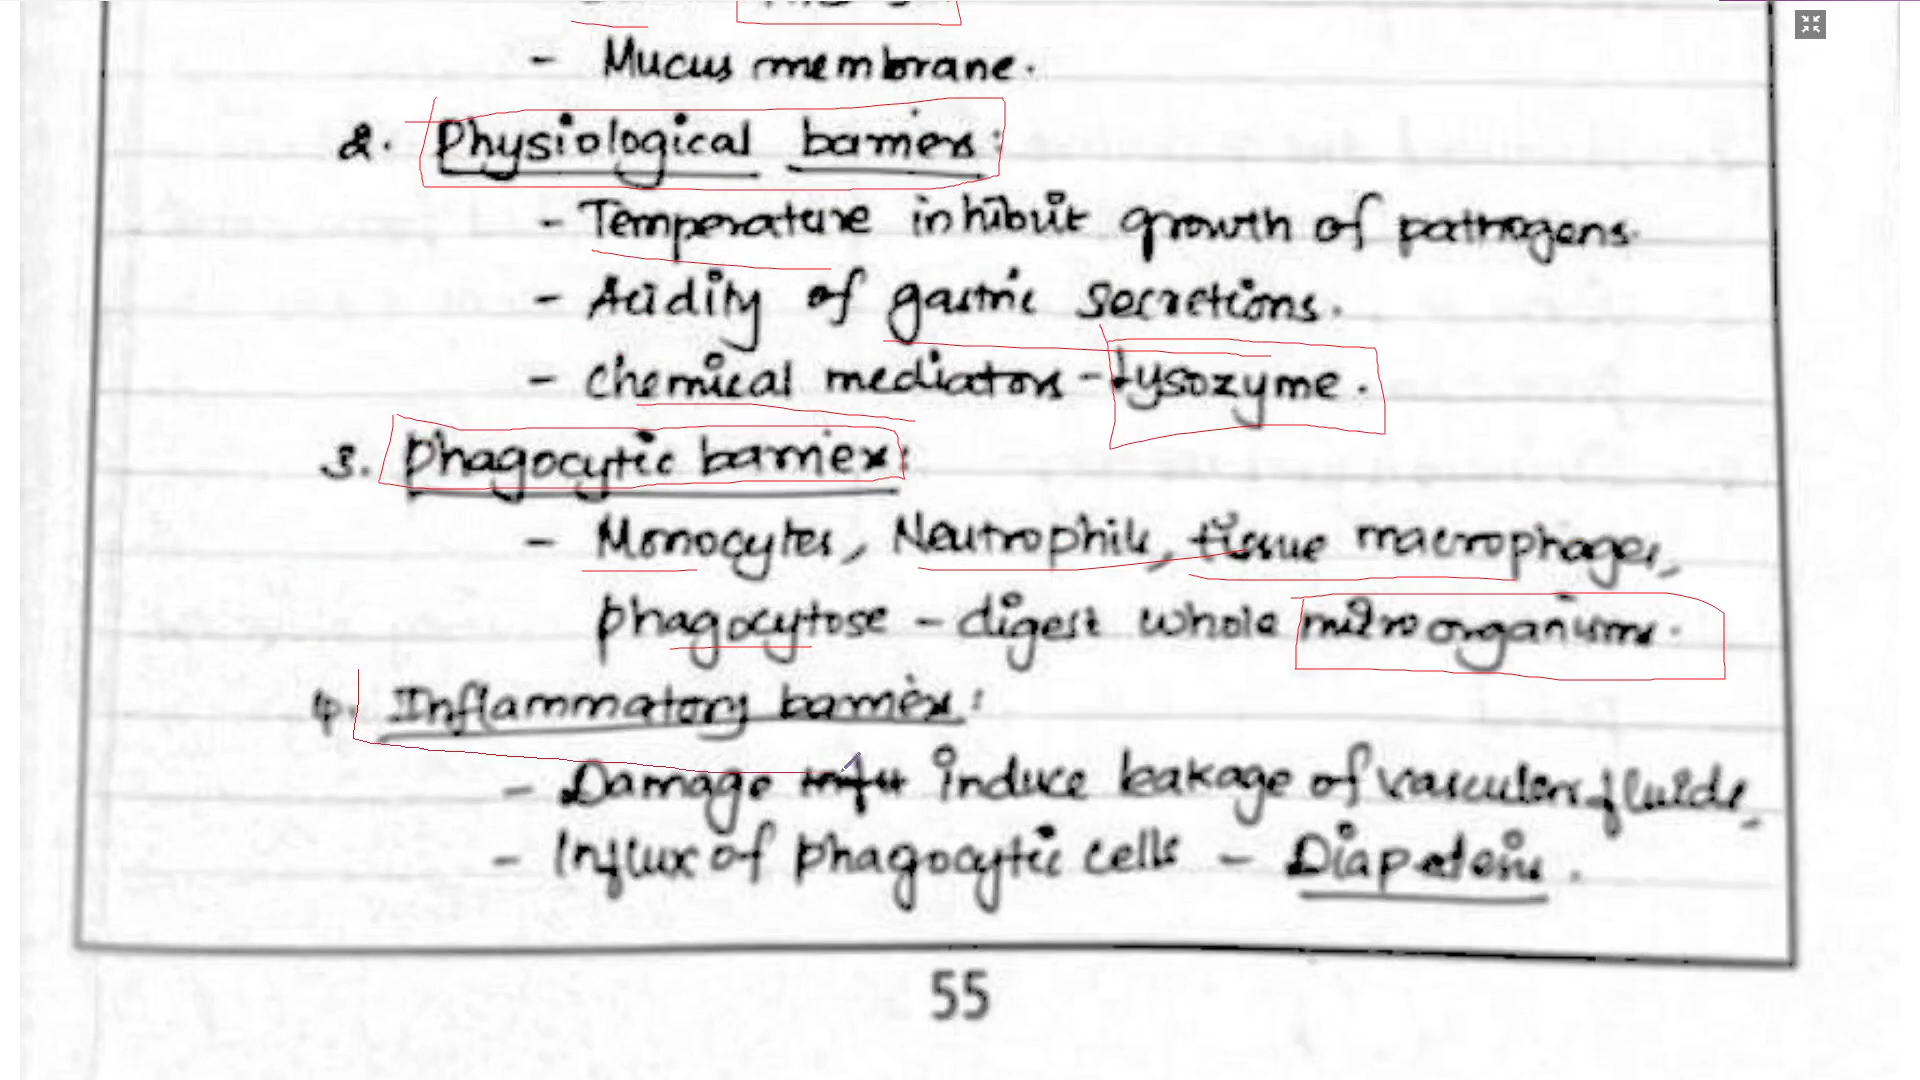 - Mucus membrane.
2. Physiological barriers:
- Temperature inhibit growth of pathogens.
- Acidity of gastric secretions.
- chemical mediators - Lysozyme.
3. phagocytic barrier:
- Monocytes, Neutrophils, tissue macrophages,
phagocytose - digest whole microorganisms.
4. Inflammatory barrier:
- Damage induce leakage of vascular fluids,
- Influx of phagocytic cells - Diapedesis.
55